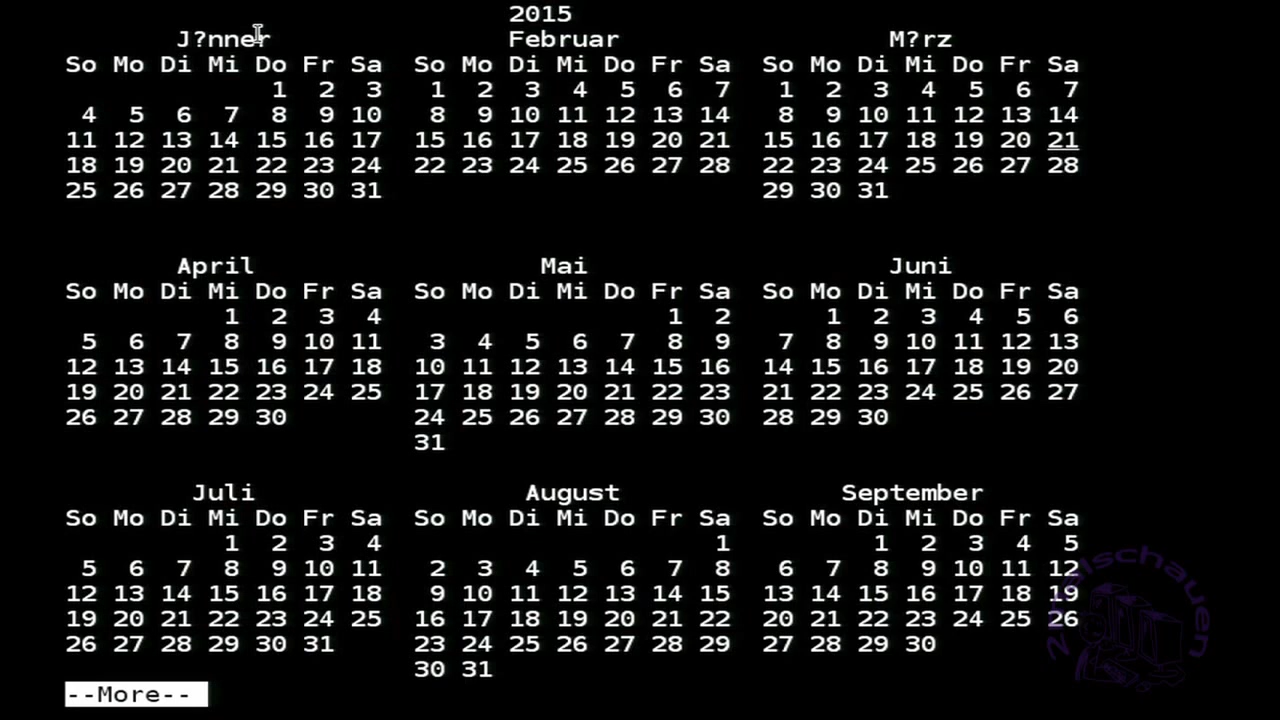 2015
J?nner Februar M?rz
So Mo Di Mi Do Fr Sa So Mo Di Mi Do Fr Sa So Mo Di Mi Do Fr Sa
1 2 3 1 2 3 4 5 6 7 1 2 3 4 5 6 7
4 5 6 7 8 9 10 8 9 10 11 12 13 14 8 9 10 11 12 13 14
11 12 13 14 15 16 17 15 16 17 18 19 20 21 15 16 17 18 19 20 21
18 19 20 21 22 23 24 22 23 24 25 26 27 28 22 23 24 25 26 27 28
25 26 27 28 29 30 31 29 30 31
April Mai Juni
So Mo Di Mi Do Fr Sa So Mo Di Mi Do Fr Sa So Mo Di Mi Do Fr Sa
1 2 3 4 1 2 1 2 3 4 5 6
5 6 7 8 9 10 11 3 4 5 6 7 8 9 7 8 9 10 11 12 13
12 13 14 15 16 17 18 10 11 12 13 14 15 16 14 15 16 17 18 19 20
19 20 21 22 23 24 25 17 18 19 20 21 22 23 21 22 23 24 25 26 27
26 27 28 29 30 24 25 26 27 28 29 30 28 29 30
31
Juli August September
So Mo Di Mi Do Fr Sa So Mo Di Mi Do Fr Sa So Mo Di Mi Do Fr Sa
1 2 3 4 1 1 2 3 4 5
5 6 7 8 9 10 11 2 3 4 5 6 7 8 6 7 8 9 10 11 12
12 13 14 15 16 17 18 9 10 11 12 13 14 15 13 14 15 16 17 18 19
19 20 21 22 23 24 25 16 17 18 19 20 21 22 20 21 22 23 24 25 26
26 27 28 29 30 31 23 24 25 26 27 28 29 27 28 29 30
30 31
--More--